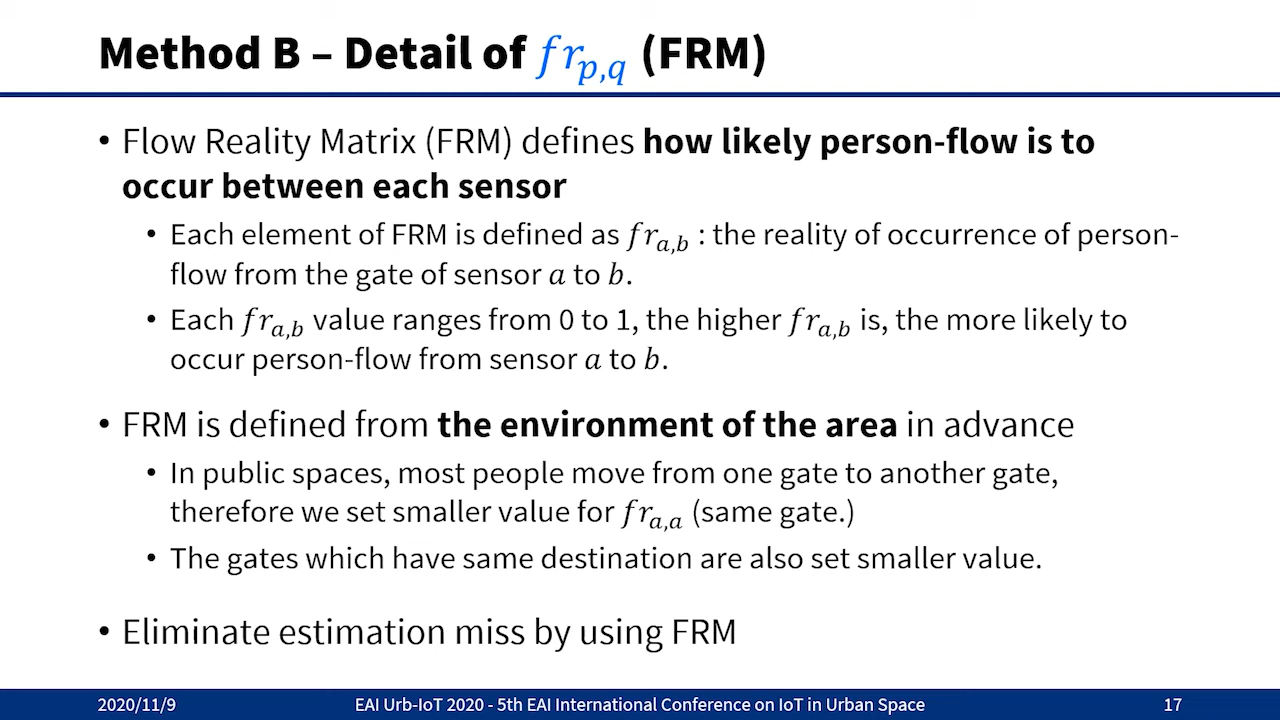 Method B – Detail of fr_{p,q} (FRM)
• Flow Reality Matrix (FRM) defines how likely person-flow is to
occur between each sensor
• Each element of FRM is defined as fr_{a,b} : the reality of occurrence of person-
flow from the gate of sensor a to b.
• Each fr_{a,b} value ranges from 0 to 1, the higher fr_{a,b} is, the more likely to
occur person-flow from sensor a to b.
• FRM is defined from the environment of the area in advance
• In public spaces, most people move from one gate to another gate,
therefore we set smaller value for fr_{a,a} (same gate.)
• The gates which have same destination are also set smaller value.
• Eliminate estimation miss by using FRM
2020/11/9 EAI Urb-IoT 2020 - 5th EAI International Conference on IoT in Urban Space 17